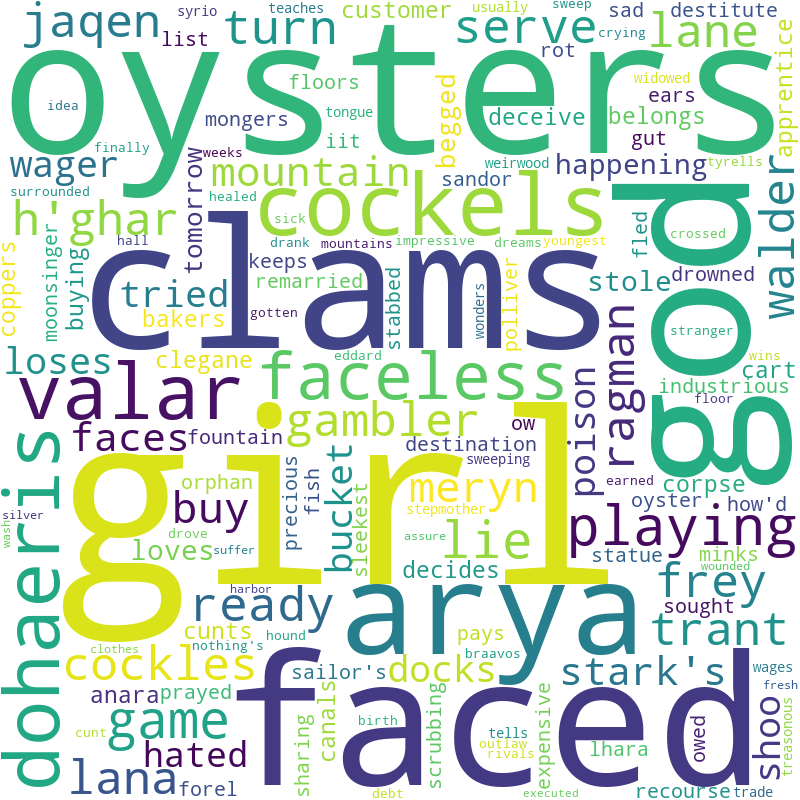 jaqen
syrio
teaches
usually
sweep
sad
destitute
list
turn
customer
serve
crying
lane
oysters
floors
rot
widowed
apprentice
idea
mongers
tongue
begged
deceive
ears
belongs
finally
iit
gut
wager
weeks
mountain
weirwood
happening
tyrells
surrounded
healed
sandor
walder
h'ghar
tomorrow
sick
cockels
god
fled
crossed
hall
drank
mountains
impressive
dreams
youngest
coppers
moonsinger
buying
clams
keeps
remarried
stabbed
stole
drowned
tried
wonders
bakers
gotten
polliver
stranger
loses
clegane
eddard
ragman
wins
cart
valar
faceless
industrious
floor
faces
fountain
gambler
ow
poison
destination
girl
sweeping
corpse
orphan
precious
fish
bucket
meryn
earned
silver
buy
stepmother
oyster
how'd
dohaeris
wash
drove
loves
suffer
sleekest
assure
lie
playing
statue
minks
decides
wounded
ready
harbor
arya
frey
sought
cunts
hound
pays
trant
clothes
nothing's
braavos
cockles
sailor's
docks
stark's
wages
anara
prayed
faced
fresh
cunt
game
birth
tells
shoo
hated
sharing
canals
scrubbing
outlaw
rivals
expensive
lhara
owed
treasonous
lana
forel
debt
executed
recourse
trade